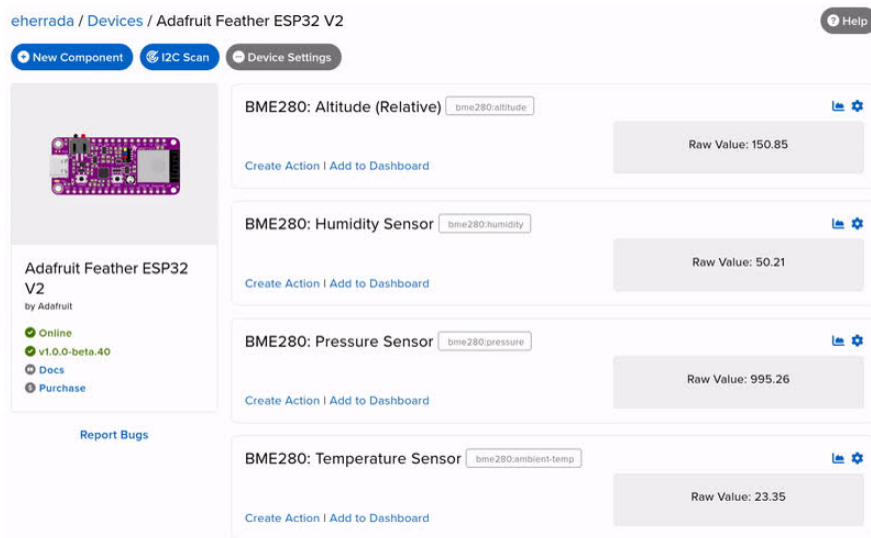 eherrada / Devices / Adafruit Feather ESP32 V2
Help
New Component
I2C Scan
Device Settings
Adafruit Feather ESP32
V2
by Adafruit
Online
v1.0.0-beta.40
Docs
Purchase
Report Bugs
BME280: Altitude (Relative) bme280:altitude
Raw Value: 150.85
Create Action | Add to Dashboard
BME280: Humidity Sensor bme280:humidity
Raw Value: 50.21
Create Action | Add to Dashboard
BME280: Pressure Sensor bme280:pressure
Raw Value: 995.26
Create Action | Add to Dashboard
BME280: Temperature Sensor bme280:ambient-temp
Raw Value: 23.35
Create Action | Add to Dashboard